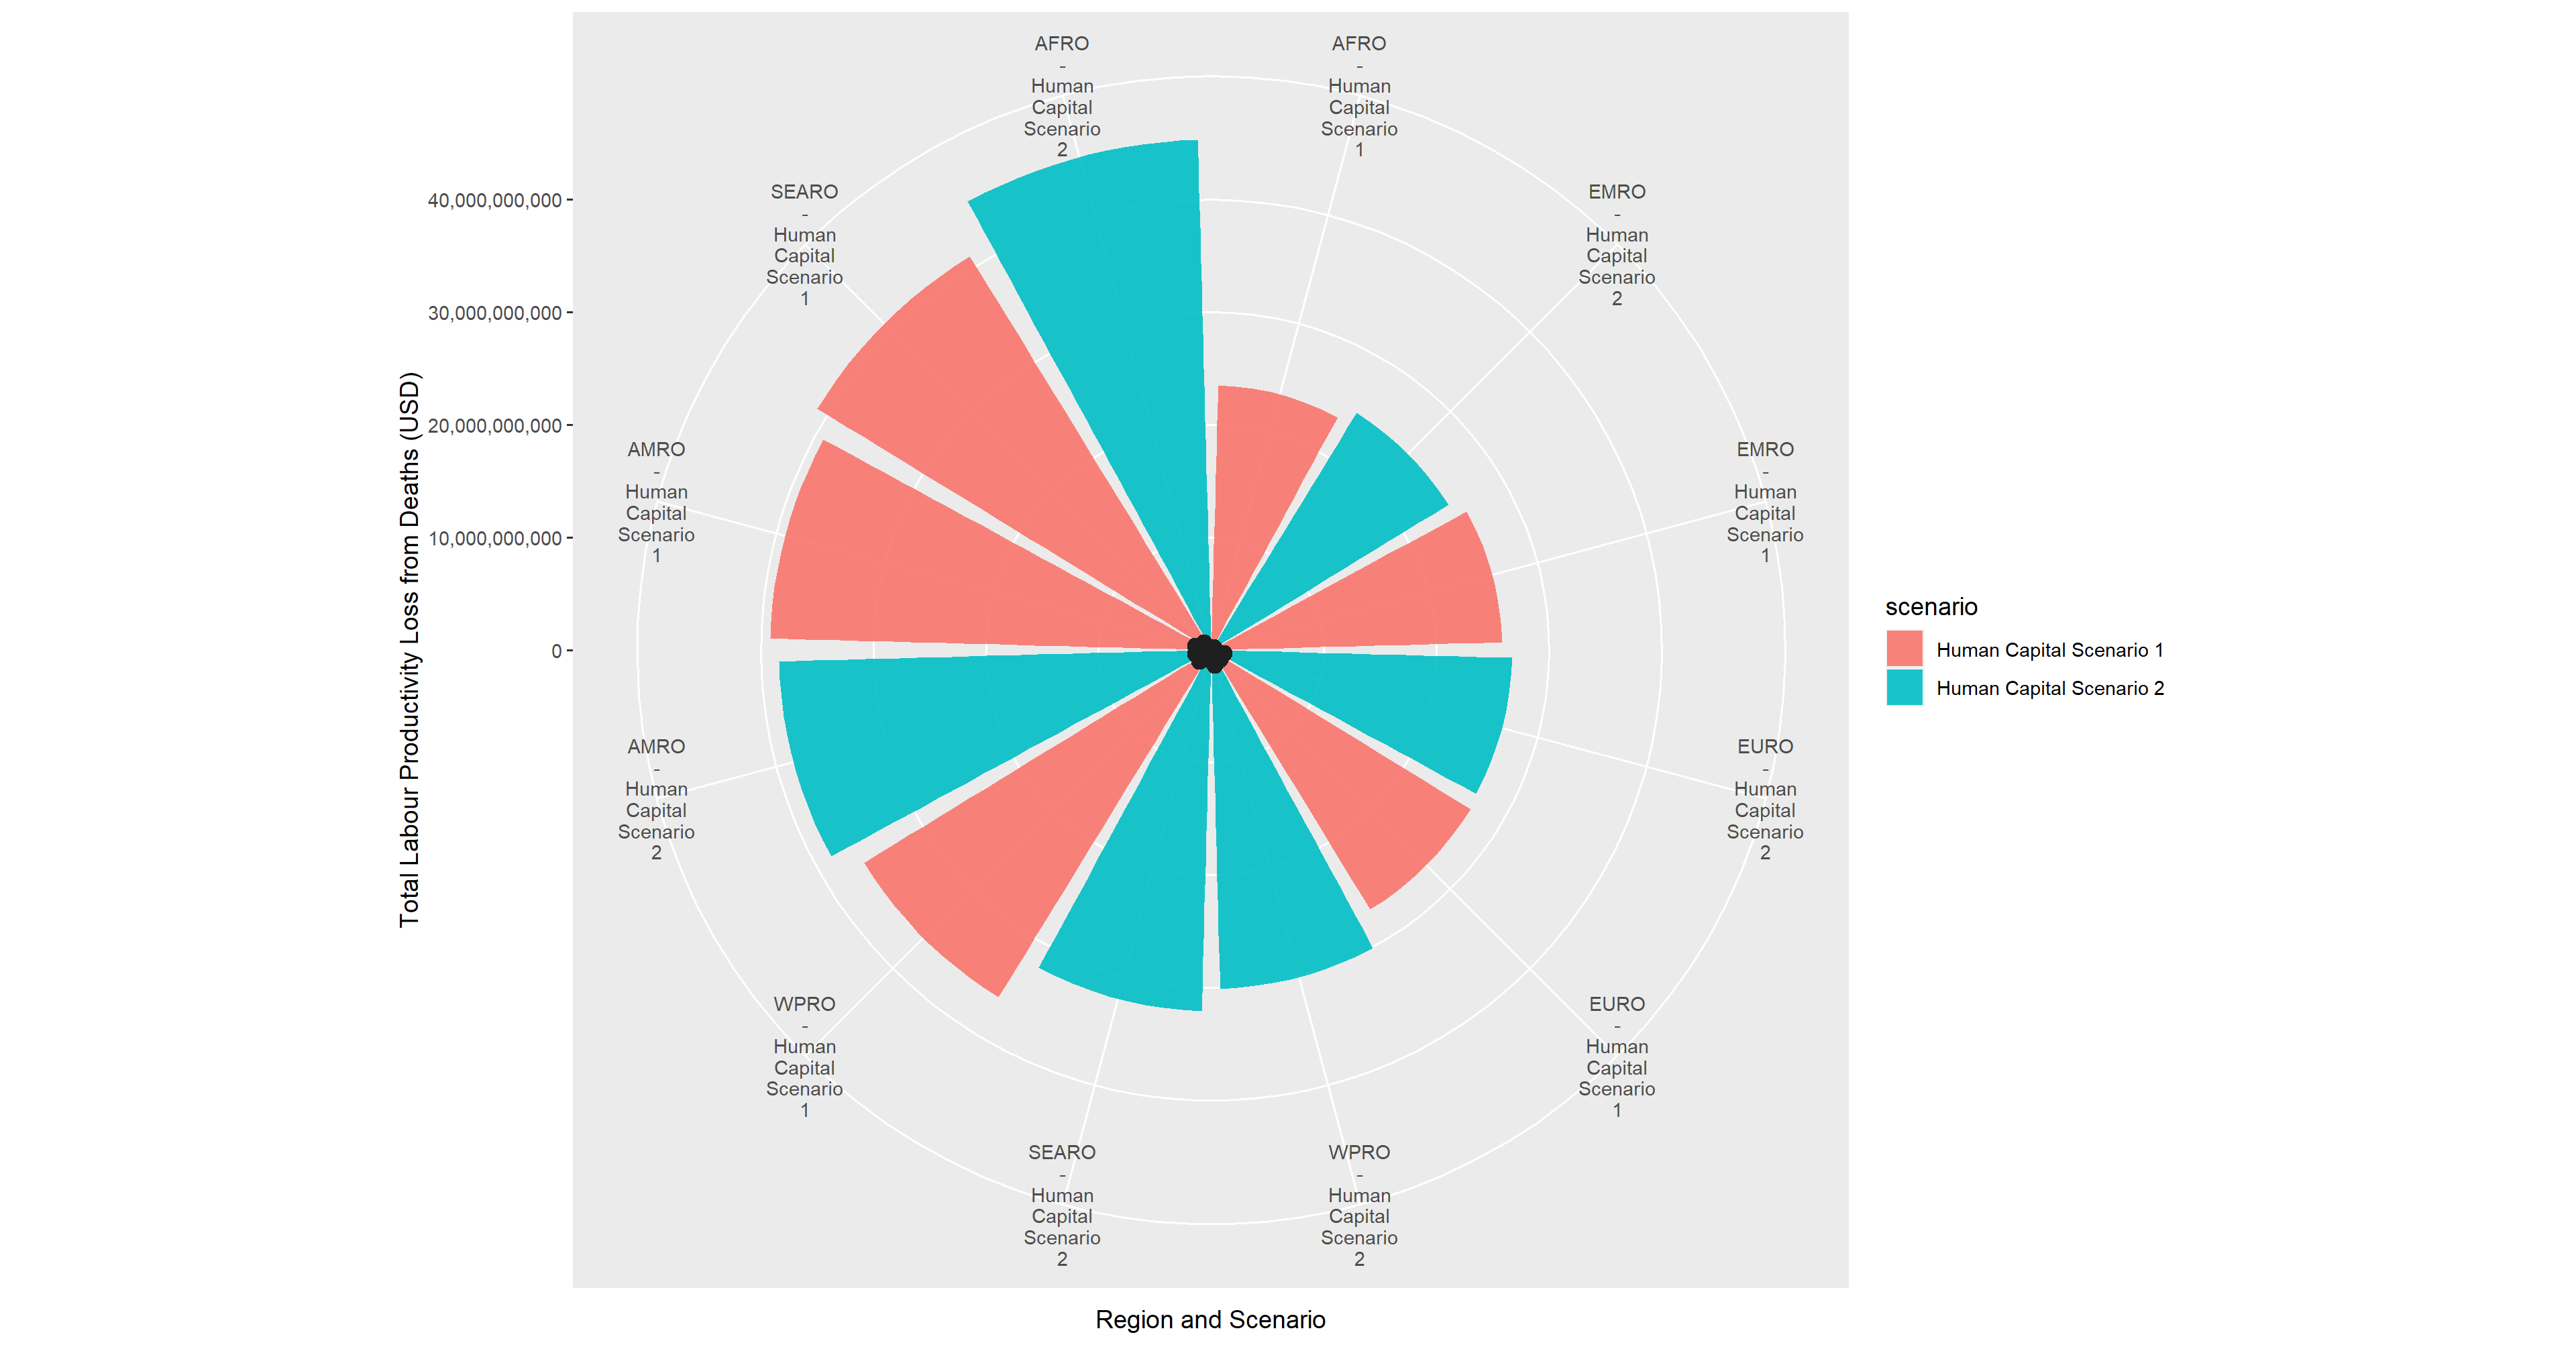 AFRO
-
Human
Capital
Scenario
2
AFRO
-
Human
Capital
Scenario
1
SEARO
-
Human
Capital
Scenario
1
EMRO
-
Human
Capital
Scenario
2
AMRO
-
Human
Capital
Scenario
1
EMRO
-
Human
Capital
Scenario
1
AMRO
-
Human
Capital
Scenario
2
EURO
-
Human
Capital
Scenario
2
WPRO
-
Human
Capital
Scenario
1
EURO
-
Human
Capital
Scenario
1
SEARO
-
Human
Capital
Scenario
2
WPRO
-
Human
Capital
Scenario
2
40,000,000,000
30,000,000,000
20,000,000,000
10,000,000,000
0
Total Labour Productivity Loss from Deaths (USD)
Region and Scenario
scenario
Human Capital Scenario 1
Human Capital Scenario 2